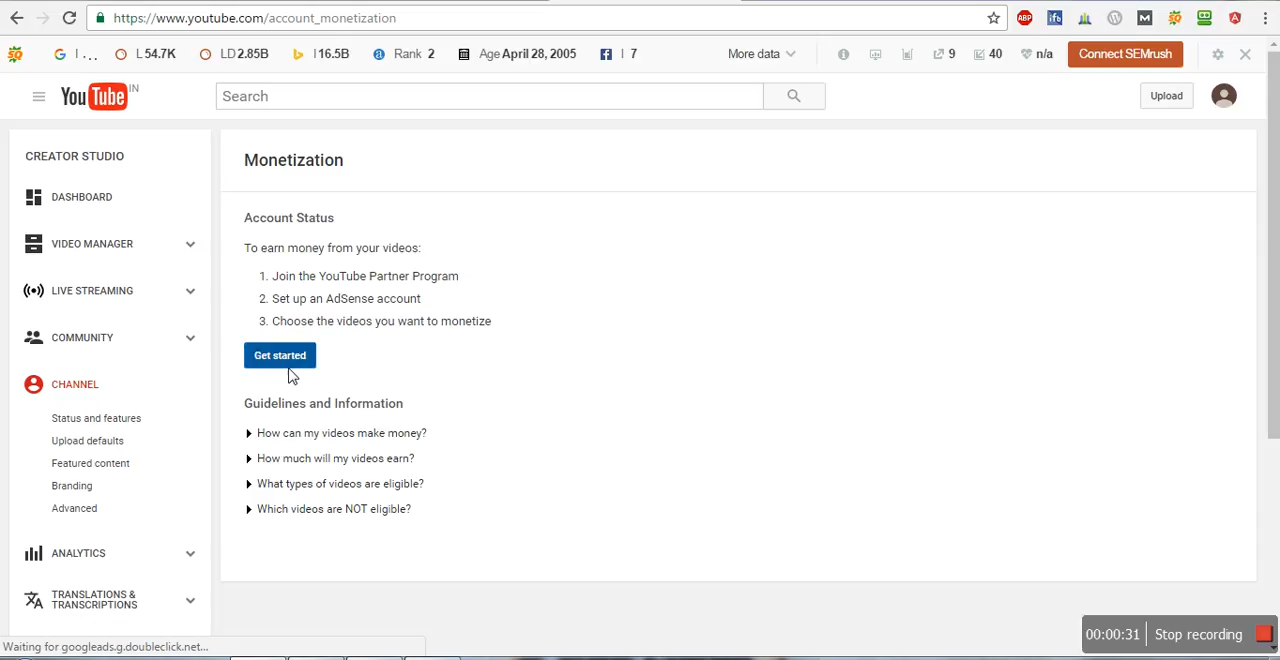 https://www.youtube.com/account_monetization
ABP
ifb
M
SQ
SQ G I ... L 54.7K LD 2.85B I 16.5B Rank 2 Age April 28, 2005 I 7 More data 9 40 n/a Connect SEMrush
YouTube IN
Search
Upload
CREATOR STUDIO
DASHBOARD
VIDEO MANAGER
LIVE STREAMING
COMMUNITY
CHANNEL
Status and features
Upload defaults
Featured content
Branding
Advanced
ANALYTICS
TRANSLATIONS &
TRANSCRIPTIONS
Monetization
Account Status
To earn money from your videos:
1. Join the YouTube Partner Program
2. Set up an AdSense account
3. Choose the videos you want to monetize
Get started
Guidelines and Information
How can my videos make money?
How much will my videos earn?
What types of videos are eligible?
Which videos are NOT eligible?
Waiting for googleads.g.doubleclick.net...
00:00:31 Stop recording